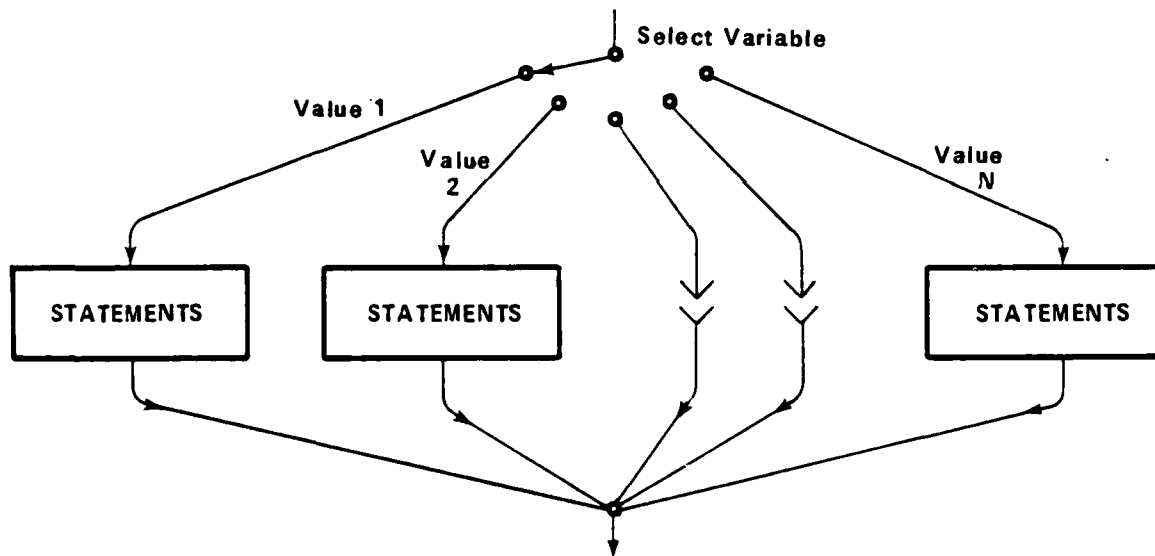 Select Variable
Value 1
Value
2
Value
N
STATEMENTS
STATEMENTS
STATEMENTS